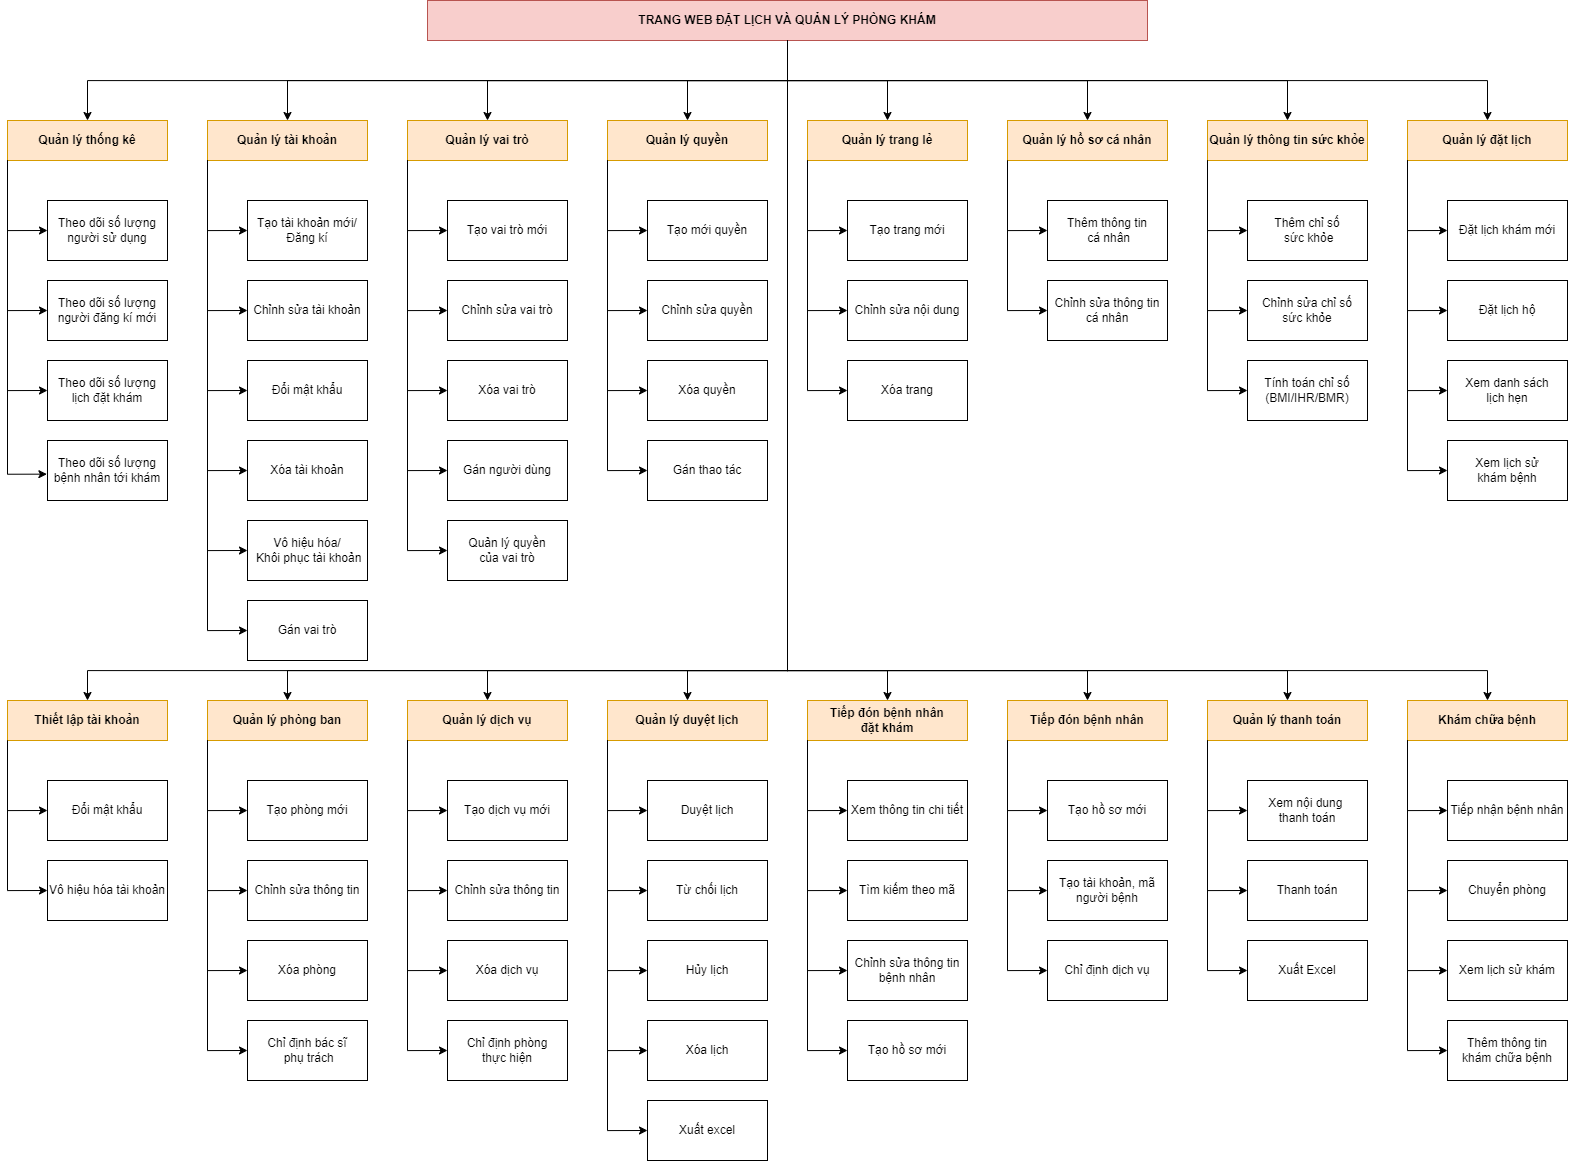 TRANG WEB ĐẶT LỊCH VÀ QUẢN LÝ PHÒNG KHÁM
Quản lý thống kê
Theo dõi số lượng
người sử dụng
Theo dõi số lượng
người đăng kí mới
Theo dõi số lượng
lịch đặt khám
Theo dõi số lượng
bệnh nhân tới khám
Quản lý tài khoản
Tạo tài khoản mới/
Đăng kí
Chỉnh sửa tài khoản
Đổi mật khẩu
Xóa tài khoản
Vô hiệu hóa/
Khôi phục tài khoản
Gán vai trò
Quản lý vai trò
Tạo vai trò mới
Chỉnh sửa vai trò
Xóa vai trò
Gán người dùng
Quản lý quyền
của vai trò
Quản lý quyền
Tạo mới quyền
Chỉnh sửa quyền
Xóa quyền
Gán thao tác
Quản lý trang lẻ
Tạo trang mới
Chỉnh sửa nội dung
Xóa trang
Quản lý hồ sơ cá nhân
Thêm thông tin
cá nhân
Chỉnh sửa thông tin
cá nhân
Quản lý thông tin sức khỏe
Thêm chỉ số
sức khỏe
Chỉnh sửa chỉ số
sức khỏe
Tính toán chỉ số
(BMI/IHR/BMR)
Quản lý đặt lịch
Đặt lịch khám mới
Đặt lịch hộ
Xem danh sách
lịch hẹn
Xem lịch sử
khám bệnh
Thiết lập tài khoản
Đổi mật khẩu
Vô hiệu hóa tài khoản
Quản lý phòng ban
Tạo phòng mới
Chỉnh sửa thông tin
Xóa phòng
Chỉ định bác sĩ
phụ trách
Quản lý dịch vụ
Tạo dịch vụ mới
Chỉnh sửa thông tin
Xóa dịch vụ
Chỉ định phòng
thực hiện
Quản lý duyệt lịch
Duyệt lịch
Từ chối lịch
Hủy lịch
Xóa lịch
Xuất excel
Tiếp đón bệnh nhân
đặt khám
Xem thông tin chi tiết
Tìm kiếm theo mã
Chỉnh sửa thông tin
bệnh nhân
Tạo hồ sơ mới
Tiếp đón bệnh nhân
Tạo hồ sơ mới
Tạo tài khoản, mã
người bệnh
Chỉ định dịch vụ
Quản lý thanh toán
Xem nội dung
thanh toán
Thanh toán
Xuất Excel
Khám chữa bệnh
Tiếp nhận bệnh nhân
Chuyển phòng
Xem lịch sử khám
Thêm thông tin
khám chữa bệnh